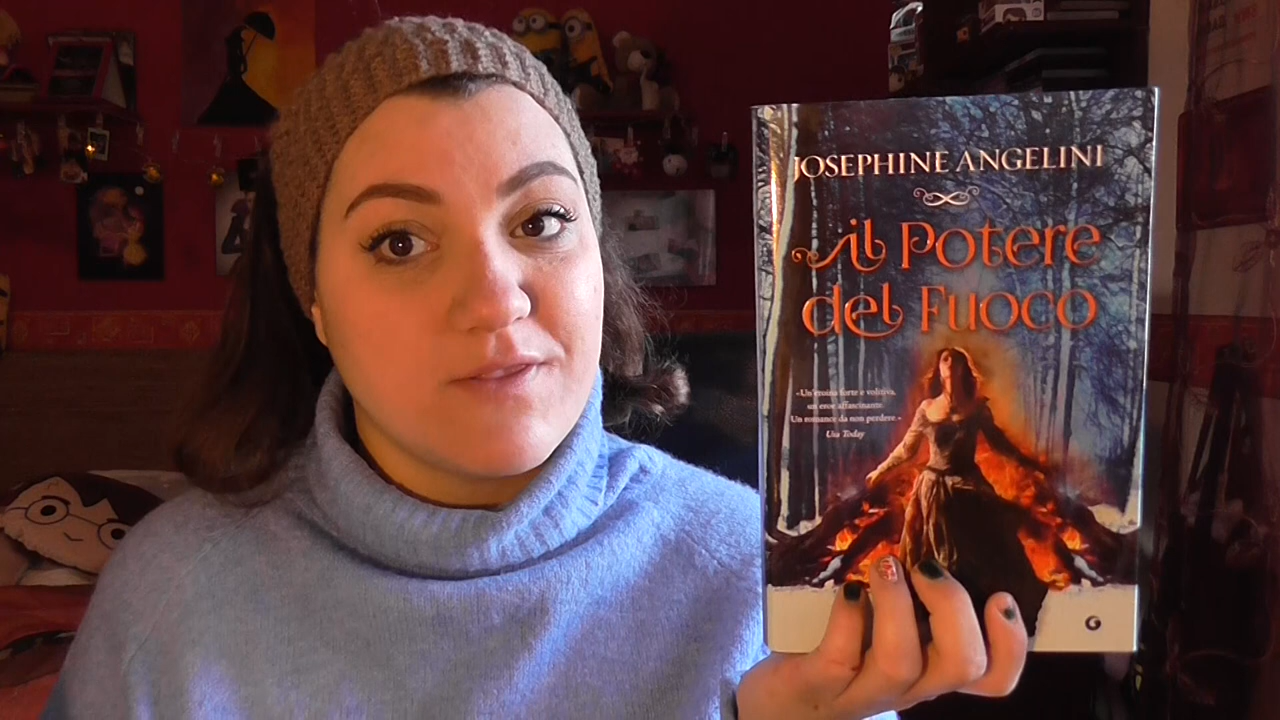 JOSEPHINE ANGELINI
il Potere
del Fuoco
«Un'eroina forte e volitiva,
un eroe affascinante.
Un romance da non perdere.»
Usa Today
G